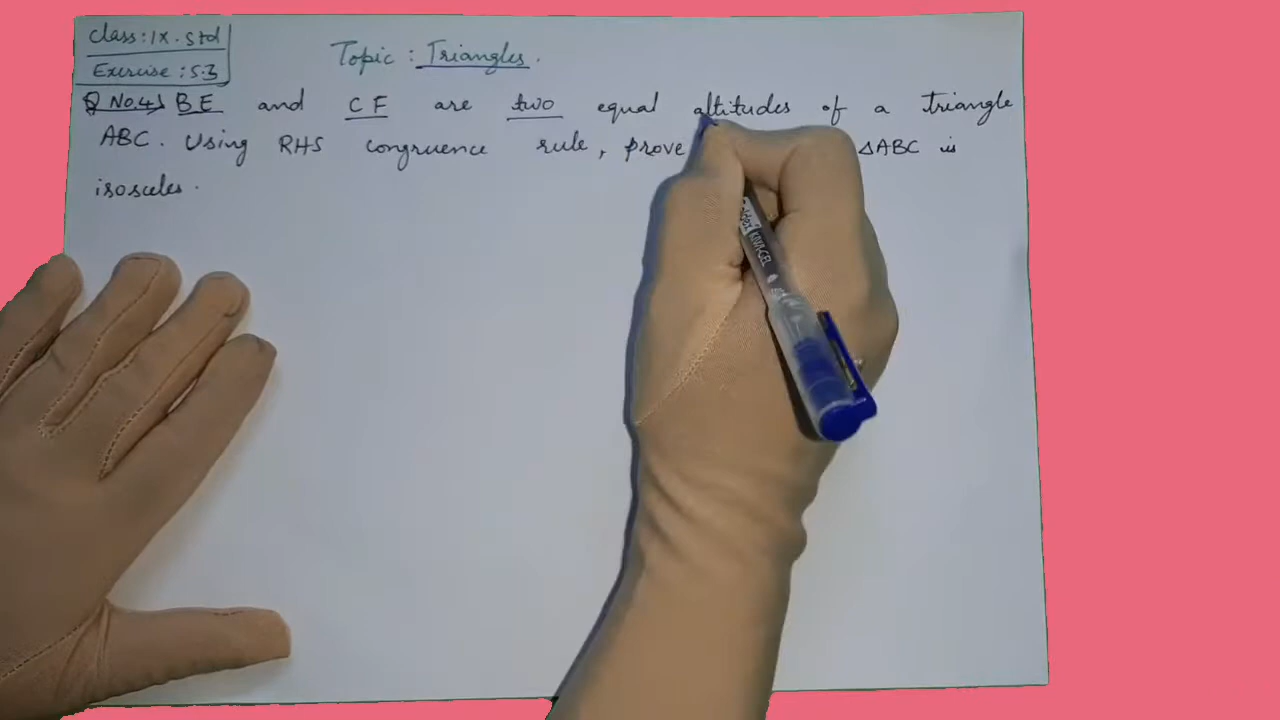 Class: IX. Std
Exercise: 5.3
Topic: Triangles.
Q No.4) BE and CF are two equal altitudes of a triangle
ABC. Using RHS congruence rule, prove ΔABC is
isosceles.